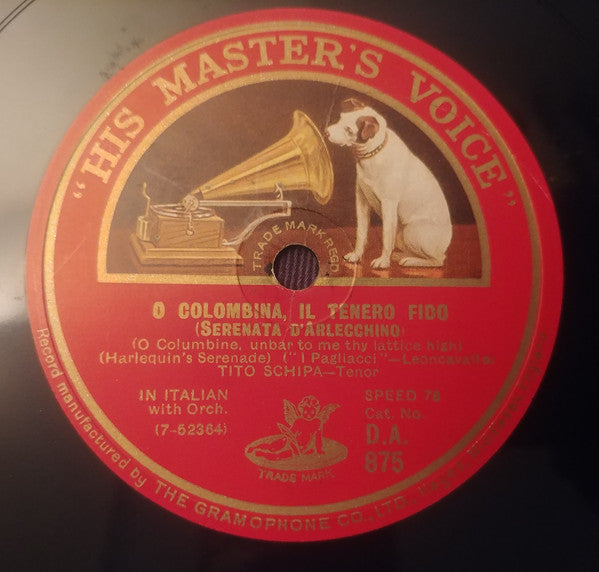 "HIS MASTER'S VOICE"
TRADE MARK REGD
O COLOMBINA, IL TENERO FIDO
(SERENATA D'ARLECCHINO)
(O Columbine, unbar to me thy lattice high)
(Harlequin's Serenade) ("I Pagliacci"—Leoncavallo)
TITO SCHIPA—Tenor
IN ITALIAN
with Orch.
(7-52364)
SPEED 78
Cat. No.
D.A.
875
TRADE MARK
Record manufactured by THE GRAMOPHONE CO., LTD.,